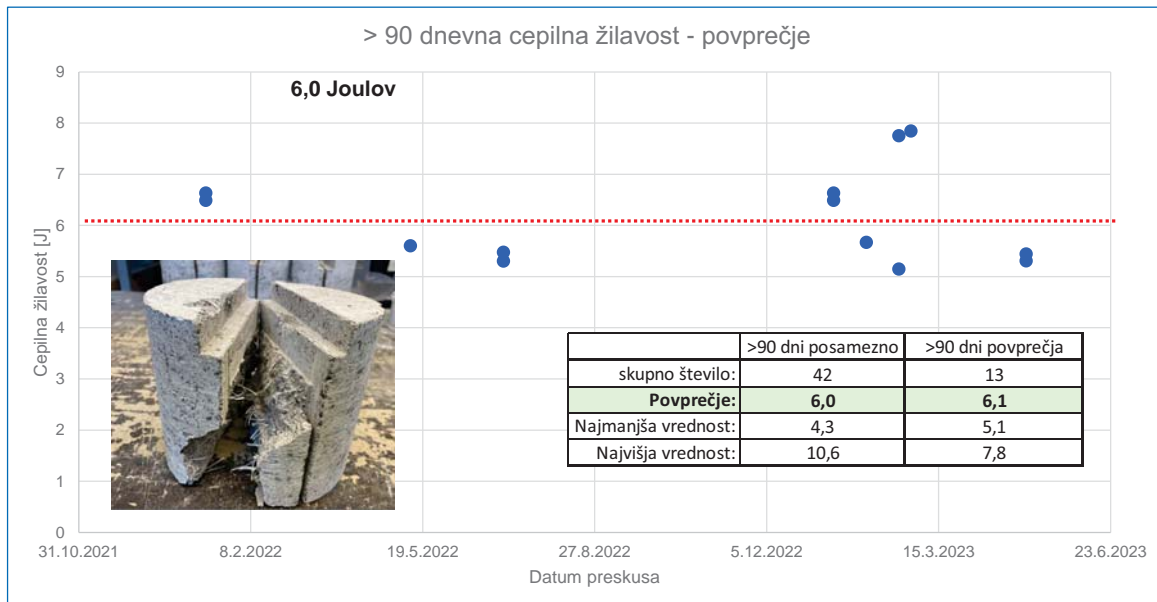 > 90 dnevna cepilna žilavost - povprečje
6,0 Joulov
Cepilna žilavost [J]
9
8
7
6
5
4
3
2
1
0
>90 dni posamezno >90 dni povprečja
skupno število: 42 13
Povprečje: 6,0 6,1
Najmanjša vrednost: 4,3 5,1
Najvišja vrednost: 10,6 7,8
31.10.2021 8.2.2022 19.5.2022 27.8.2022 5.12.2022 15.3.2023 23.6.2023
Datum preskusa